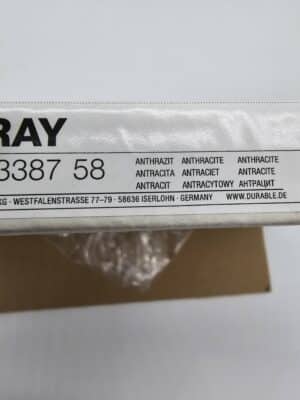 RAY
3387 58
ANTHRAZIT ANTHRACITE ANTHRACITE
ANTRACITA ANTRACIET ANTRACITE
ANTRACIT ANTRACYTOWY АНТРАЦИТ
KG · WESTFALENSTRASSE 77–79 · 58636 ISERLOHN · GERMANY WWW.DURABLE.DE